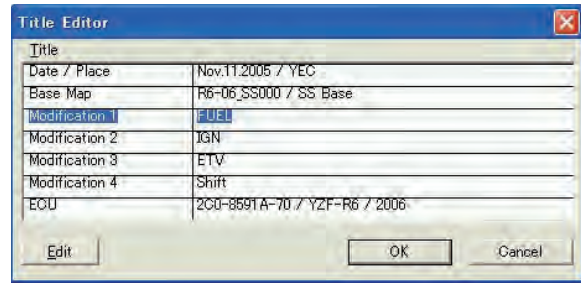 Title Editor
Title
Date / Place Nov.11.2005 / YEC
Base Map R6-06_SS000 / SS Base
Modification 1 FUEL
Modification 2 IGN
Modification 3 ETV
Modification 4 Shift
ECU 2C0-8591A-70 / YZF-R6 / 2006
Edit OK Cancel